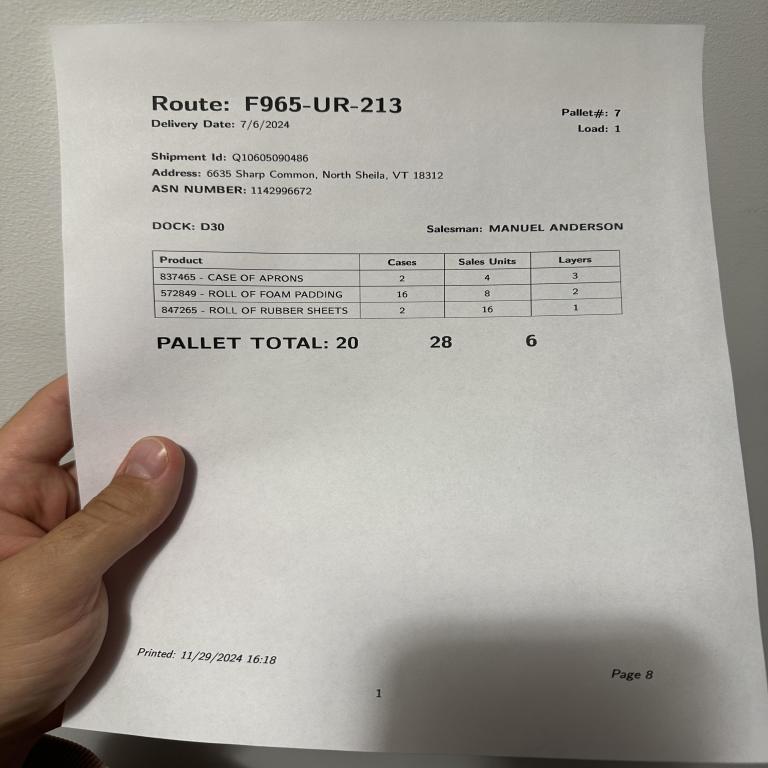 Route: F965-UR-213
Delivery Date: 7/6/2024
Pallet#: 7
Load: 1
Shipment Id: Q10605090486
Address: 6635 Sharp Common, North Sheila, VT 18312
ASN NUMBER: 1142996672
DOCK: D30 Salesman: MANUEL ANDERSON
Product Cases Sales Units Layers
837465 - CASE OF APRONS 2 4 3
572849 - ROLL OF FOAM PADDING 16 8 2
847265 - ROLL OF RUBBER SHEETS 2 16 1
PALLET TOTAL: 20 28 6
Printed: 11/29/2024 16:18
Page 8
1